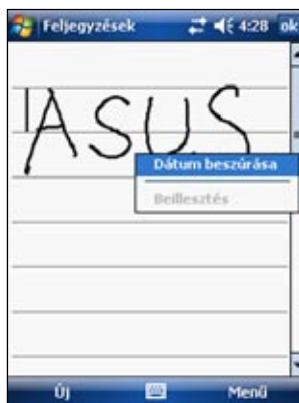 Feljegyzések 4:28 ok
ASUS
Dátum beszúrása
Beillesztés
Új Menü